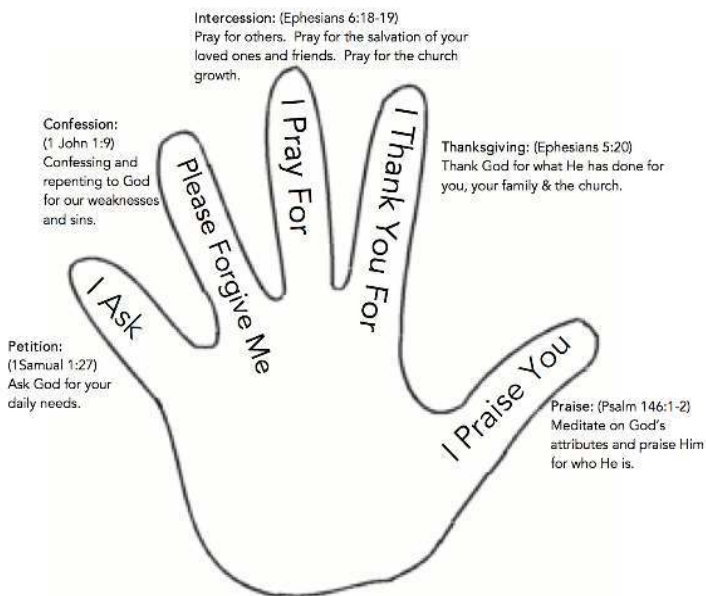 Intercession: (Ephesians 6:18-19)
Pray for others. Pray for the salvation of your
loved ones and friends. Pray for the church
growth.
Confession:
(1 John 1:9)
Confessing and
repenting to God
for our weaknesses
and sins.
Thanksgiving: (Ephesians 5:20)
Thank God for what He has done for
you, your family & the church.
Petition:
(1Samual 1:27)
Ask God for your
daily needs.
Praise: (Psalm 146:1-2)
Meditate on God's
attributes and praise Him
for who He is.
I Ask
Please Forgive Me
I Pray For
I Thank You For
I Praise You